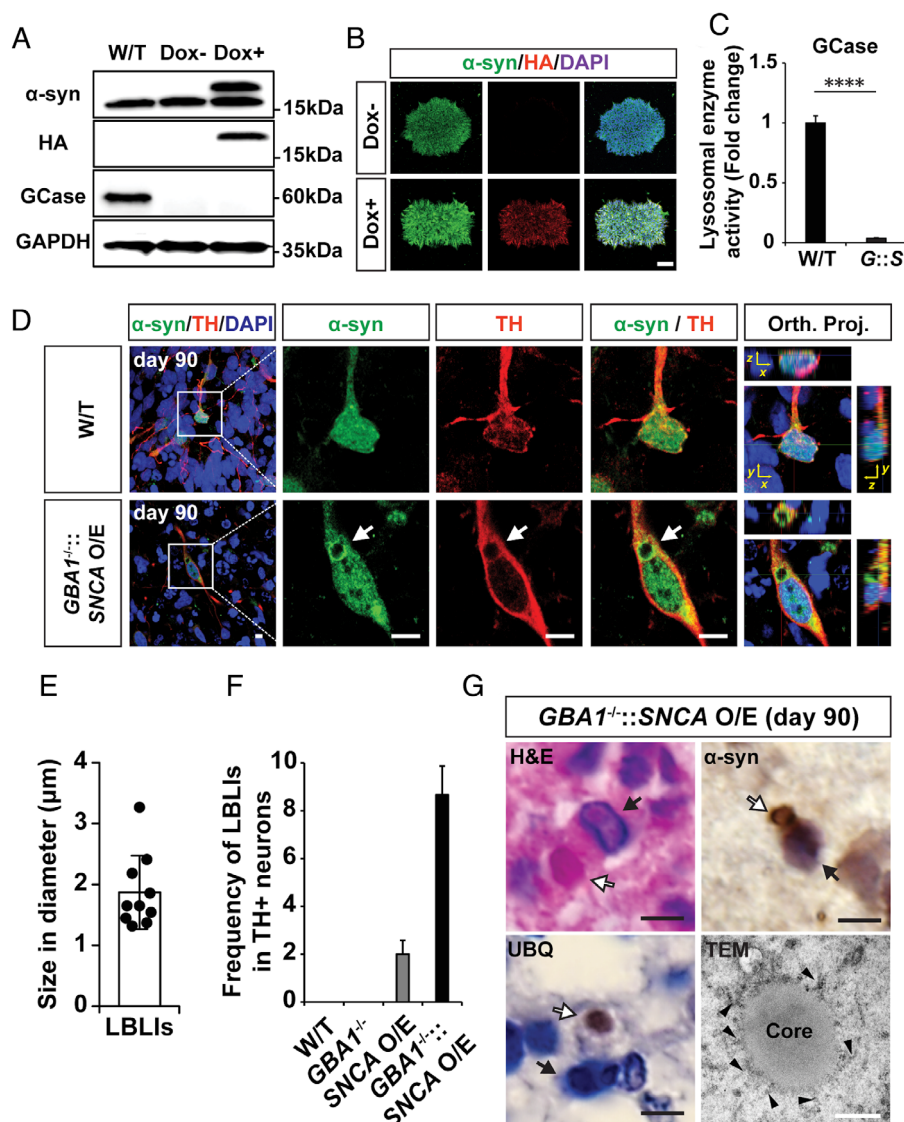 A
W/T Dox- Dox+
α-syn
15kDa
HA
15kDa
GCase
60kDa
GAPDH
35kDa
B
α-syn/HA/DAPI
Dox-
Dox+
C
GCase
Lysosomal enzyme
activity (Fold change)
1.5
1
0.5
0
****
W/T G::S
D
α-syn/TH/DAPI α-syn TH α-syn / TH Orth. Proj.
W/T
day 90
z
x
y
x
y
z
GBA1-/-::
SNCA O/E
day 90
E
Size in diameter (μm)
4
3
2
1
0
LBLIs
F
Frequency of LBLIs
in TH+ neurons
10
8
6
4
2
0
W/T
GBA1-/-
SNCA O/E
GBA1-/-::
SNCA O/E
G
GBA1-/-::SNCA O/E (day 90)
H&E
α-syn
UBQ
TEM
Core